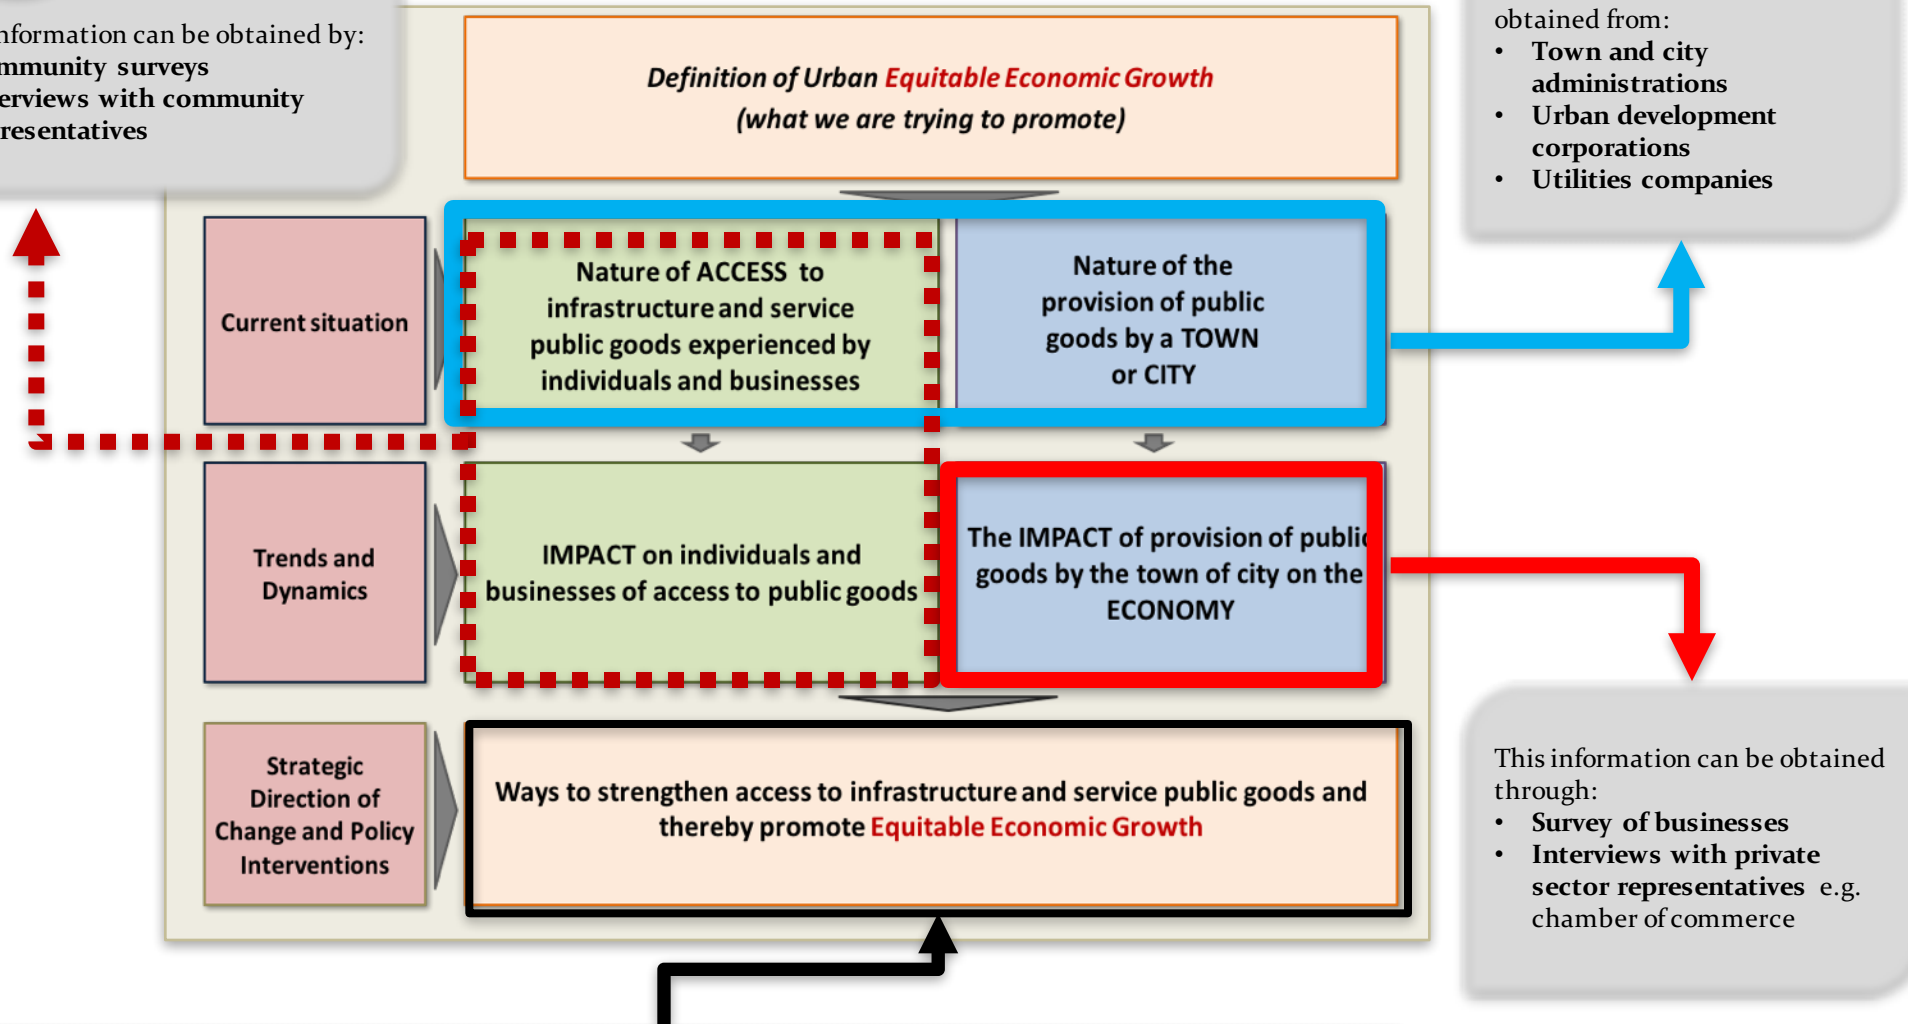 nformation can be obtained by:
mmunity surveys
erviews with community
resentatives
Definition of Urban Equitable Economic Growth
(what we are trying to promote)
obtained from:
• Town and city
administrations
• Urban development
corporations
• Utilities companies
Current situation
Nature of ACCESS to
infrastructure and service
public goods experienced by
individuals and businesses
Nature of the
provision of public
goods by a TOWN
or CITY
Trends and
Dynamics
IMPACT on individuals and
businesses of access to public goods
The IMPACT of provision of public
goods by the town of city on the
ECONOMY
Strategic
Direction of
Change and Policy
Interventions
Ways to strengthen access to infrastructure and service public goods and
thereby promote Equitable Economic Growth
This information can be obtained
through:
• Survey of businesses
• Interviews with private
sector representatives e.g.
chamber of commerce